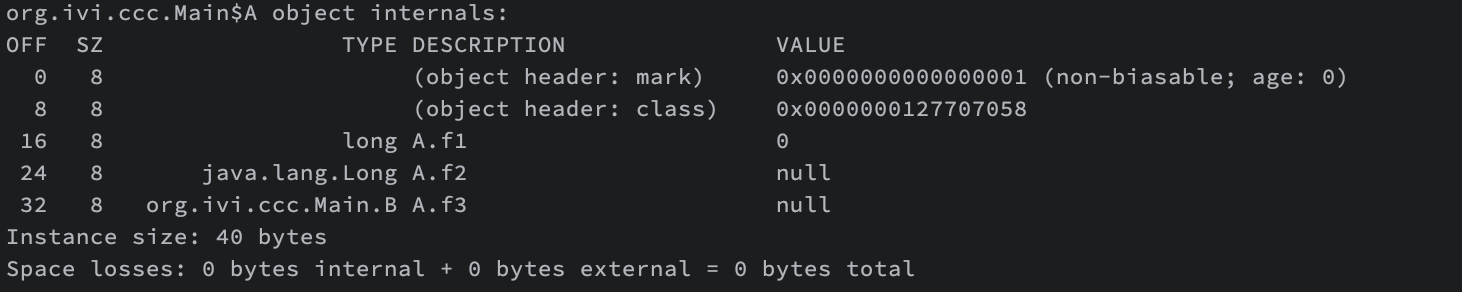 org.ivi.ccc.Main$A object internals:
OFF  SZ                 TYPE DESCRIPTION               VALUE
  0   8                      (object header: mark)     0x0000000000000001 (non-biasable; age: 0)
  8   8                      (object header: class)    0x0000000127707058
 16   8                 long A.f1                      0
 24   8       java.lang.Long A.f2                      null
 32   8   org.ivi.ccc.Main.B A.f3                      null
Instance size: 40 bytes
Space losses: 0 bytes internal + 0 bytes external = 0 bytes total